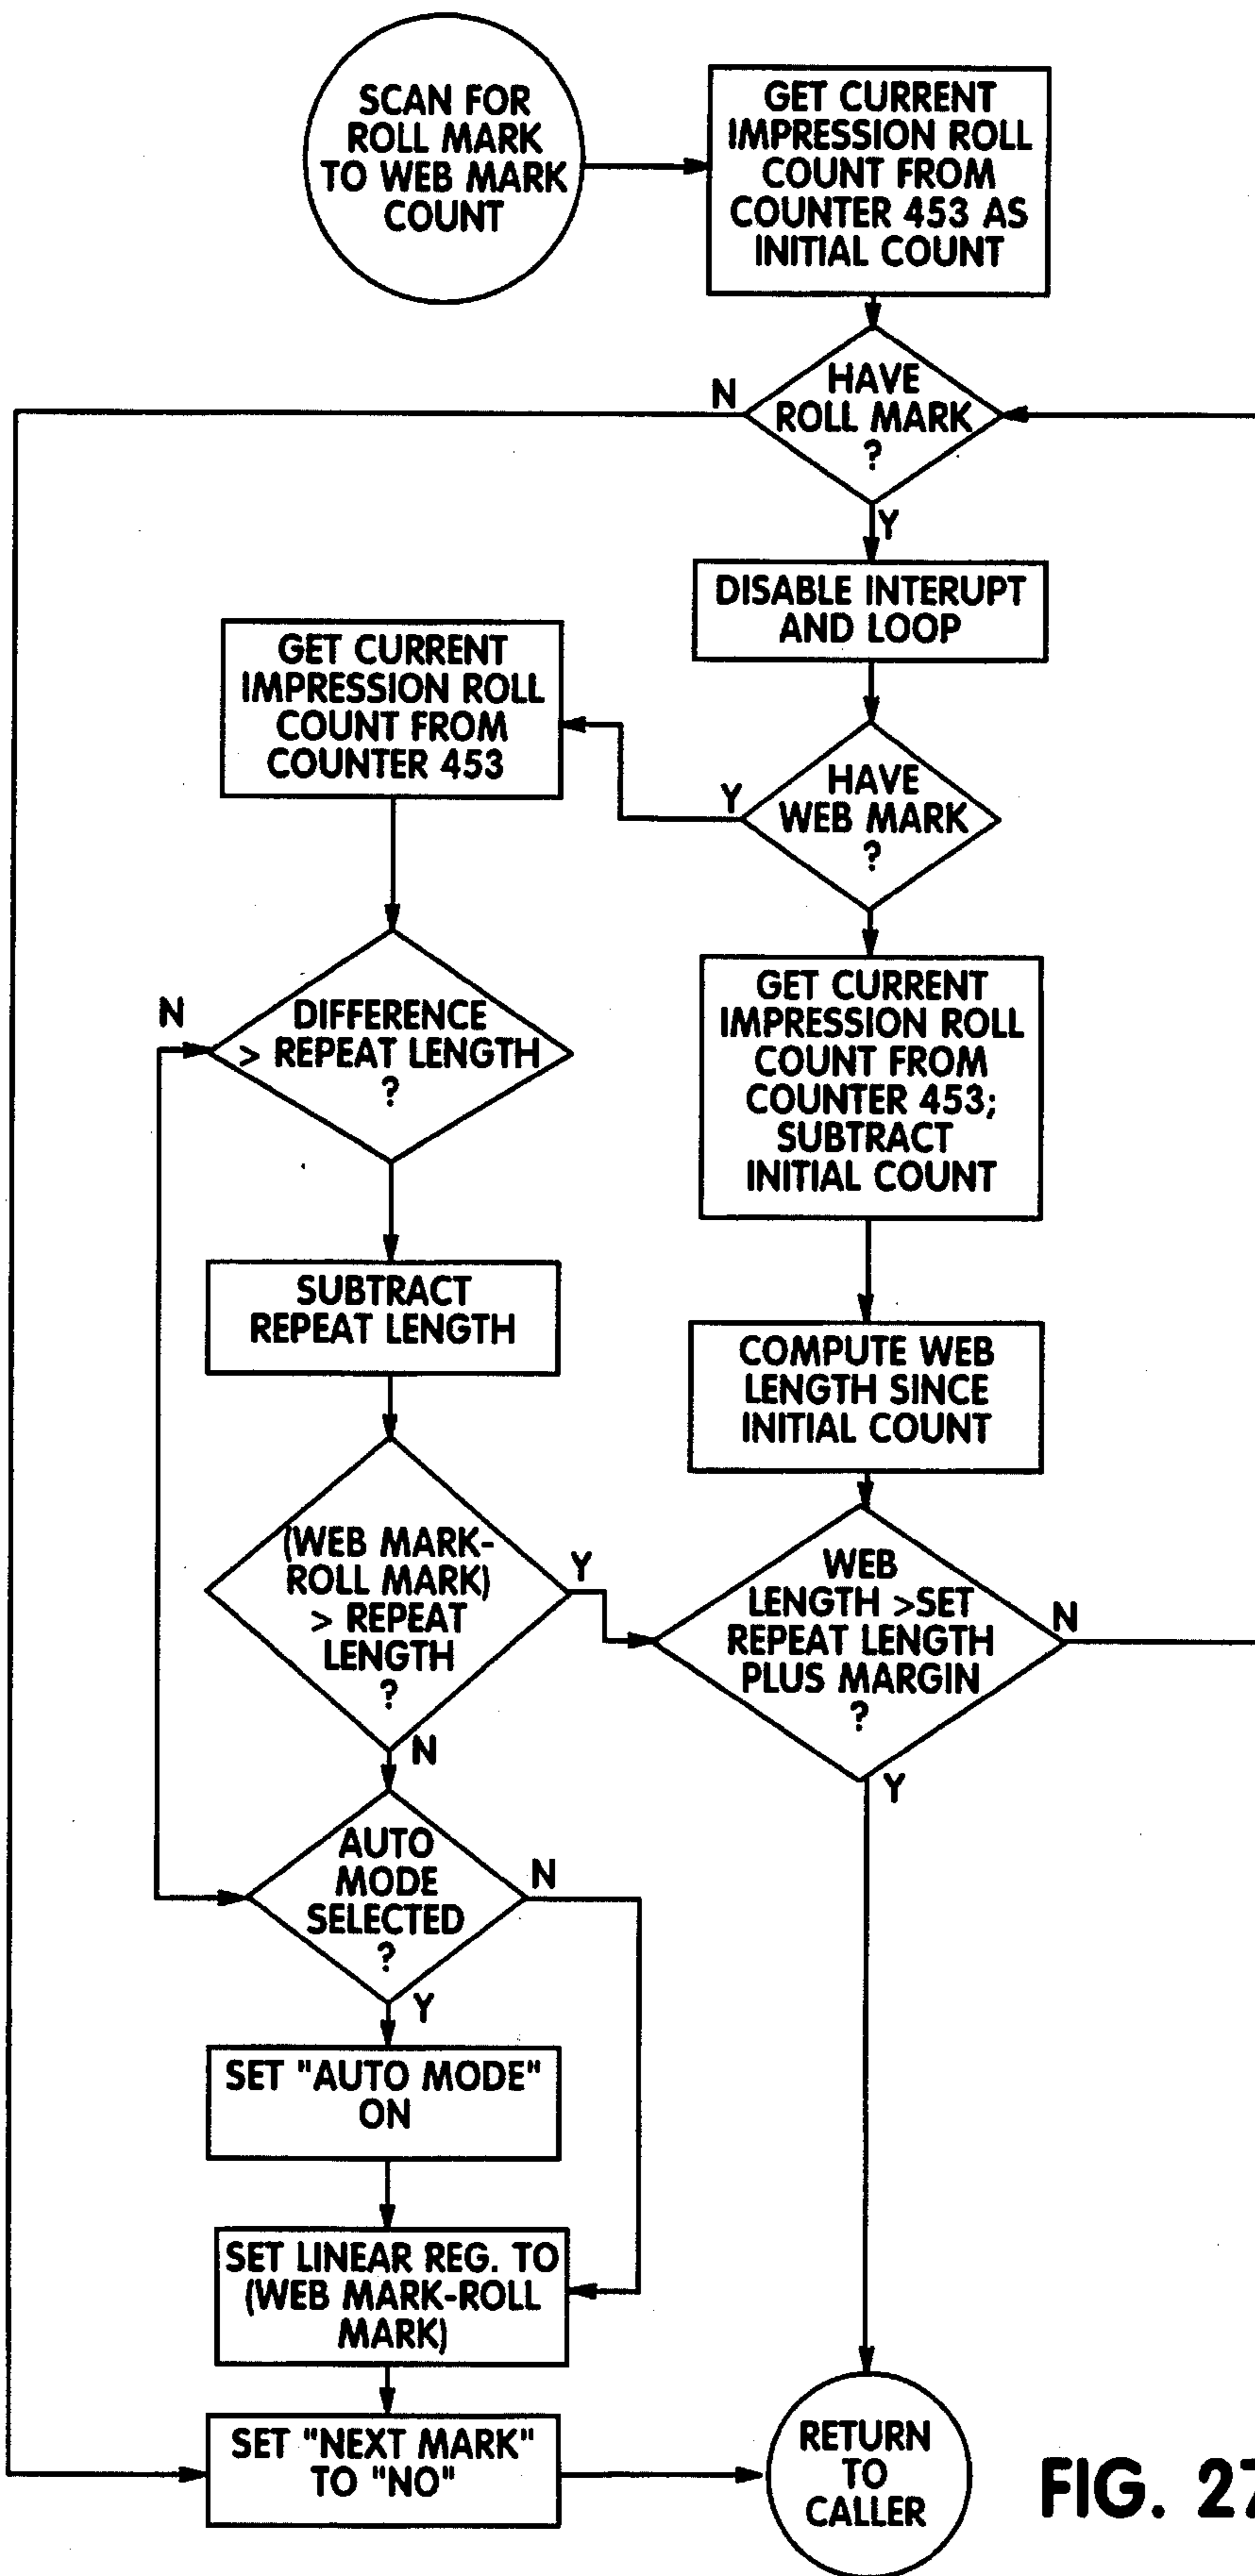 SCAN FOR
ROLL MARK
TO WEB MARK
COUNT
GET CURRENT
IMPRESSION ROLL
COUNT FROM
COUNTER 453 AS
INITIAL COUNT
HAVE
ROLL MARK
?
N
Y
DISABLE INTERUPT
AND LOOP
GET CURRENT
IMPRESSION ROLL
COUNT FROM
COUNTER 453
HAVE
WEB MARK
?
Y
DIFFERENCE
> REPEAT LENGTH
?
N
GET CURRENT
IMPRESSION ROLL
COUNT FROM
COUNTER 453;
SUBTRACT
INITIAL COUNT
SUBTRACT
REPEAT LENGTH
COMPUTE WEB
LENGTH SINCE
INITIAL COUNT
(WEB MARK-
ROLL MARK)
> REPEAT
LENGTH
?
Y
N
WEB
LENGTH >SET
REPEAT LENGTH
PLUS MARGIN
?
N
Y
AUTO
MODE
SELECTED
?
N
Y
SET "AUTO MODE"
ON
SET LINEAR REG. TO
(WEB MARK-ROLL
MARK)
SET "NEXT MARK"
TO "NO"
RETURN
TO
CALLER
FIG. 27